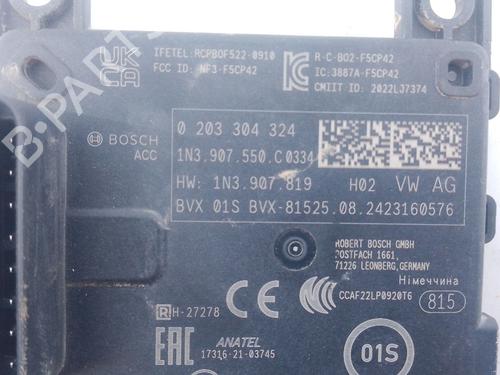 B-PARTS
UK
CA
IFETEL: RCPBOF522-0910
FCC ID: NF3-F5CP42
R-C-BO2-F5CP42
IC:3887A-F5CP42
CMIIT ID: 2022LJ7374
BOSCH
ACC
0 203 304 324
1N3.907.550.C 0334
HW: 1N3.907.819 H02 VW AG
BVX 01S BVX-81525.08.2423160576
ROBERT BOSCH GMBH
POSTFACH 1661,
71226 LEONBERG,GERMANY
Німеччина
CE
CCC
CCAF22LP0920T6
815
R H-27278
EAC
ANATEL
17316-21-03745
01S